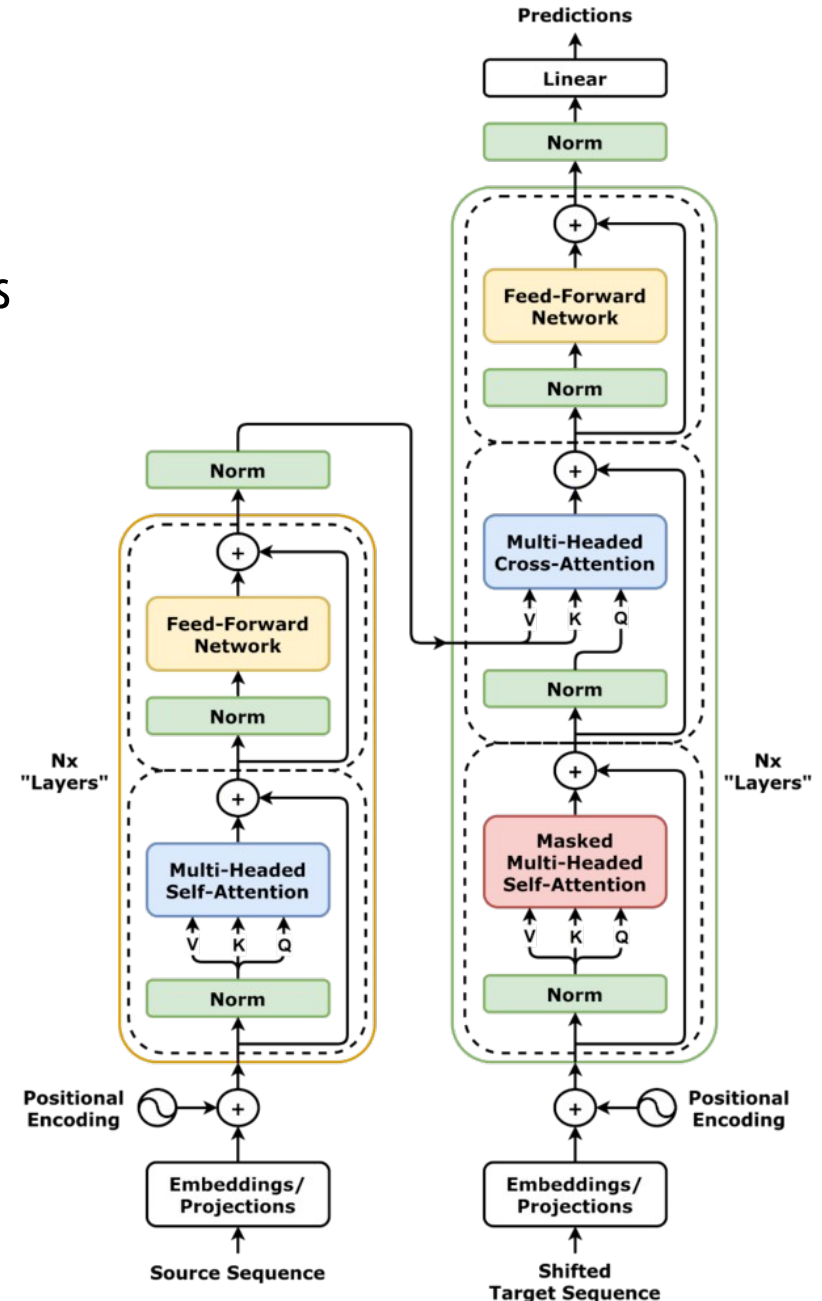 Predictions
Linear
Norm
+
Feed-Forward
Network
Norm
+
Multi-Headed
Cross-Attention
V K Q
Norm
+
Masked
Multi-Headed
Self-Attention
V K Q
Norm
Nx
"Layers"
+
Positional
Encoding
Embeddings/
Projections
Shifted
Target Sequence
s
Norm
+
Feed-Forward
Network
Norm
Nx
"Layers"
+
Multi-Headed
Self-Attention
V K Q
Norm
Positional
Encoding
+
Embeddings/
Projections
Source Sequence